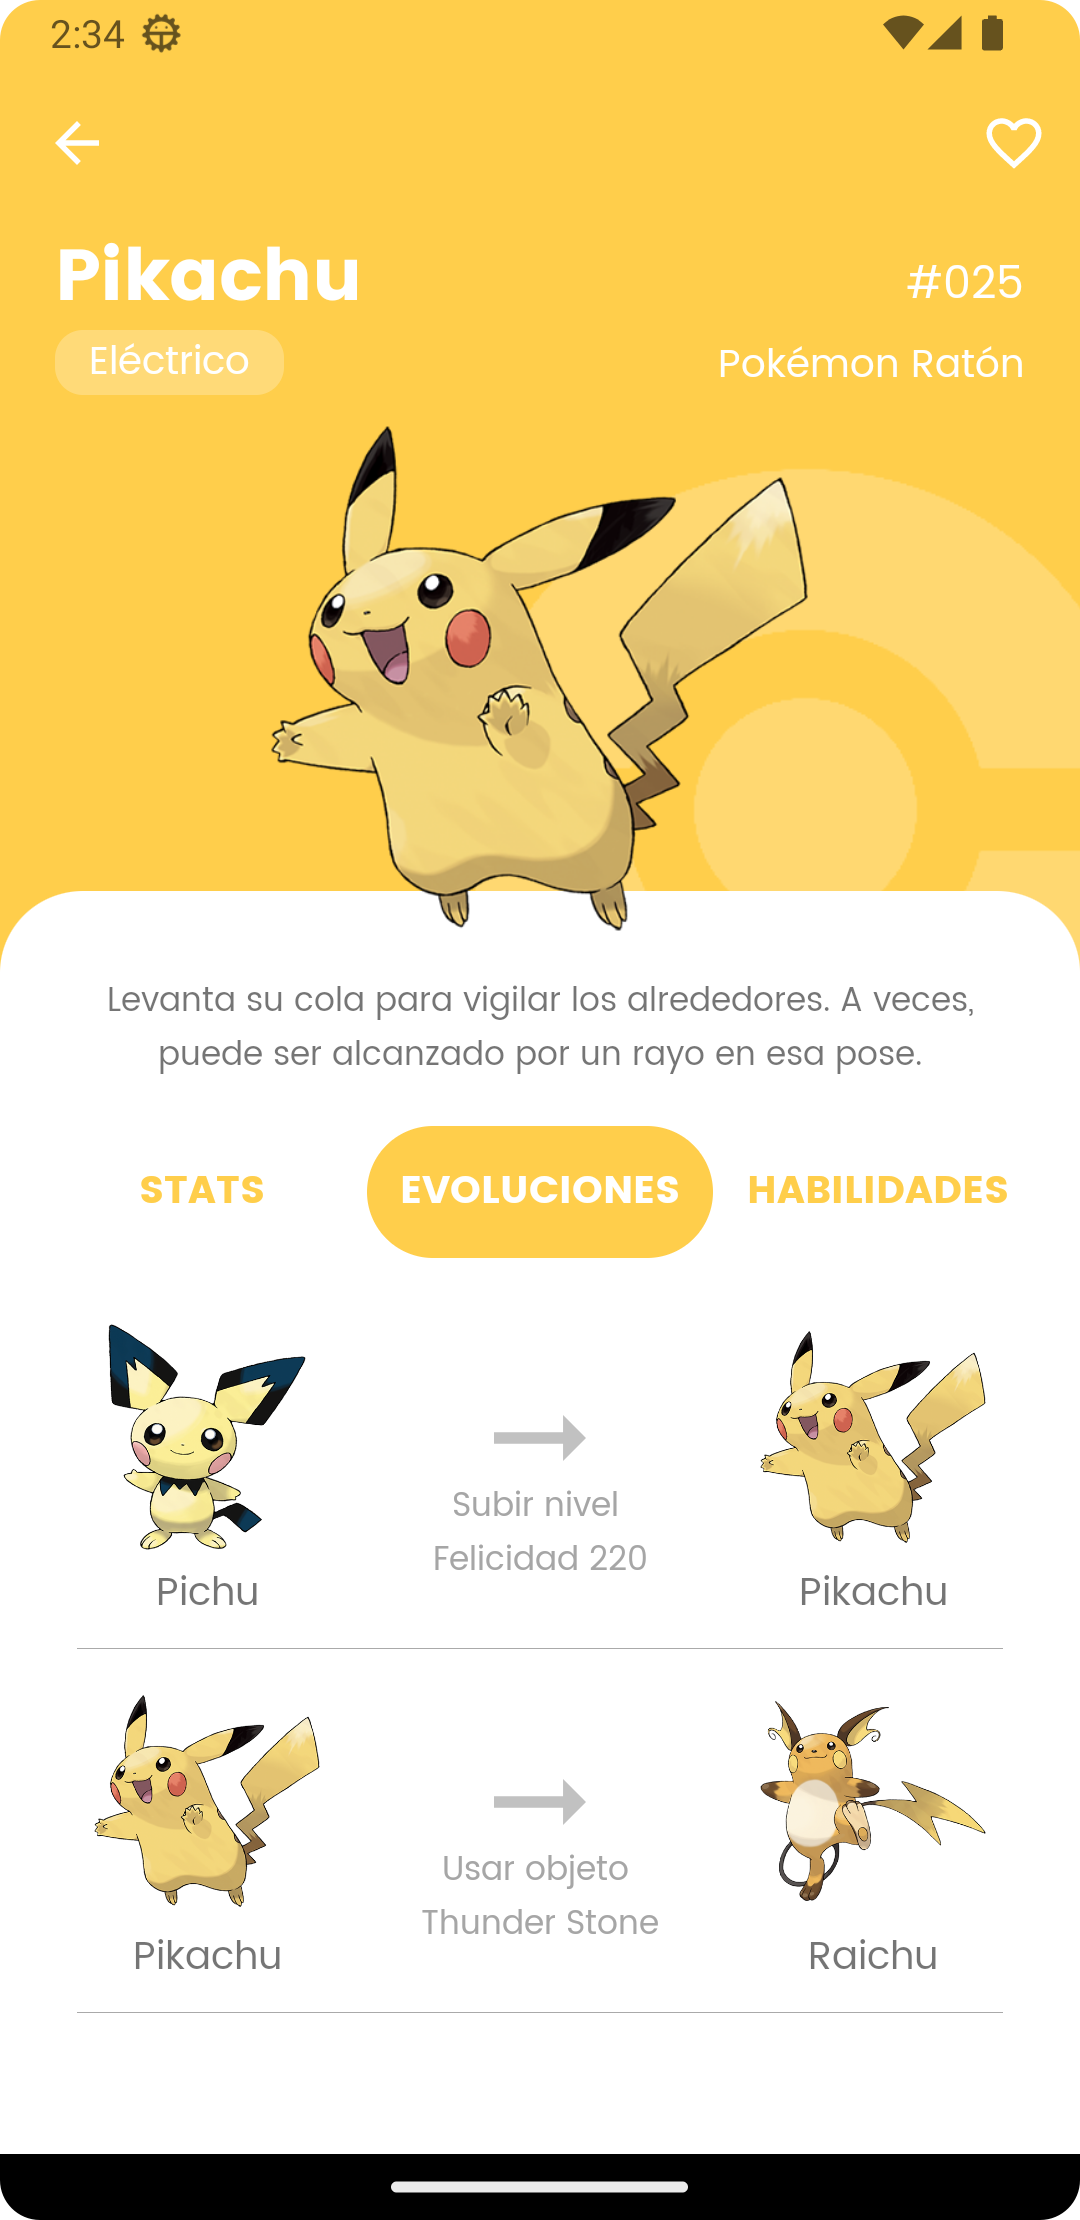 2:34
Pikachu
#025
Eléctrico
Pokémon Ratón
Levanta su cola para vigilar los alrededores. A veces,
puede ser alcanzado por un rayo en esa pose.
STATS
EVOLUCIONES
HABILIDADES
Subir nivel
Felicidad 220
Pichu
Pikachu
Usar objeto
Thunder Stone
Pikachu
Raichu